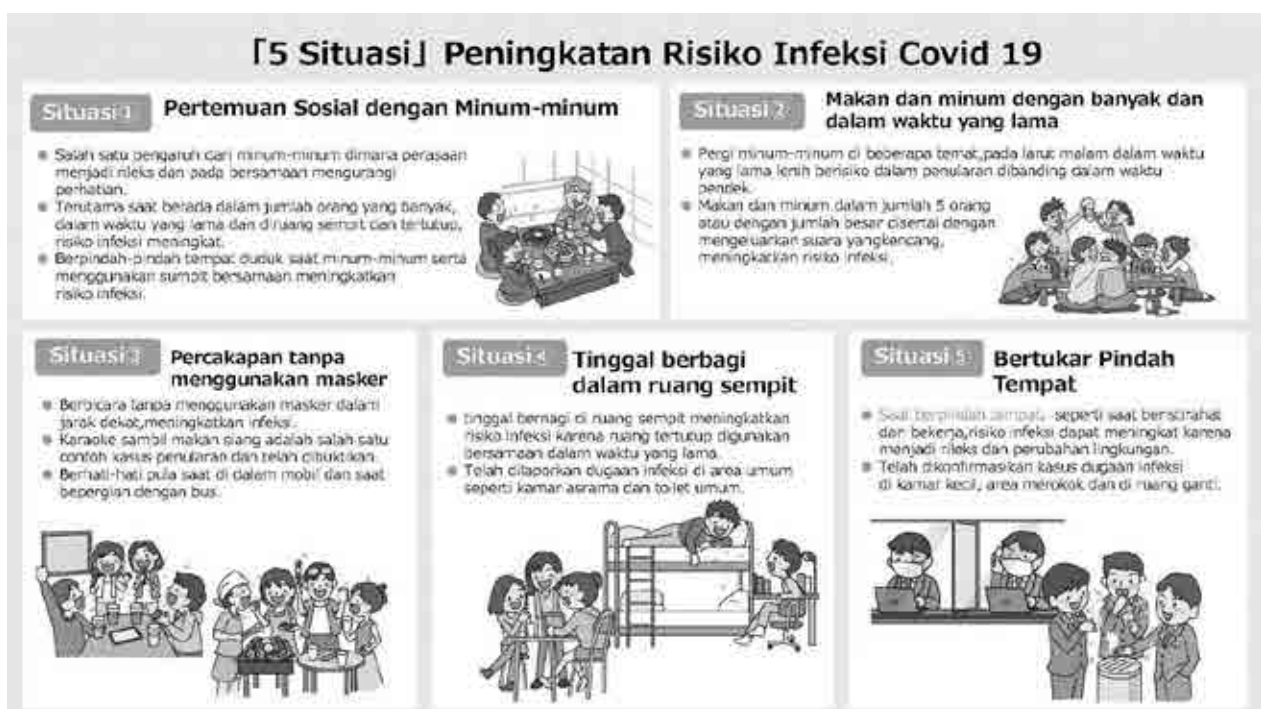 「5 Situasi」 Peningkatan Risiko Infeksi Covid 19
Situasi 1
Pertemuan Sosial dengan Minum-minum
Salah satu pengaruh dari minum-minum dimana perasaan
menjadi rileks dan pada bersamaan mengurangi
perhatian.
Terutama saat berada dalam jumlah orang yang banyak,
dalam waktu yang lama dan diruang sempit dan tertutup,
risiko infeksi meningkat.
Berpindah-pindah tempat duduk saat minum-minum serta
menggunakan sumpit bersamaan meningkatkan
risiko infeksi.
Situasi 2
Makan dan minum dengan banyak dan
dalam waktu yang lama
Pergi minum-minum di beberapa temat,pada larut malam dalam waktu
yang lama lenih berisiko dalam penularan dibanding dalam waktu
pendek.
Makan dan minum dalam jumlah 5 orang
atau dengan jumlah besar disertai dengan
mengeluarkan suara yangkencang,
meningkatkan risiko infeksi.
Situasi 3
Percakapan tanpa
menggunakan masker
Berbicara tanpa menggunakan masker dalam
jarak dekat,meningkatkan infeksi.
Karaoke sambil makan siang adalah salah satu
contoh kasus penularan dan telah dibuktikan.
Berhati-hati pula saat di dalam mobil dan saat
bepergian dengan bus.
Situasi 4
Tinggal berbagi
dalam ruang sempit
tinggal bernagi di ruang sempit meningkatkan
risiko infeksi karena ruang tertutup digunakan
bersamaan dalam waktu yang lama.
Telah dilaporkan dugaan infeksi di area umum
seperti kamar asrama dan toilet umum.
Situasi 5
Bertukar Pindah
Tempat
Saat berpindah tempat, seperti saat beristirahat
dan bekerja,risiko infeksi dapat meningkat karena
menjadi rileks dan perubahan lingkungan.
Telah dikonfirmasikan kasus dugaan infeksi
di kamar kecil, area merokok dan di ruang ganti.